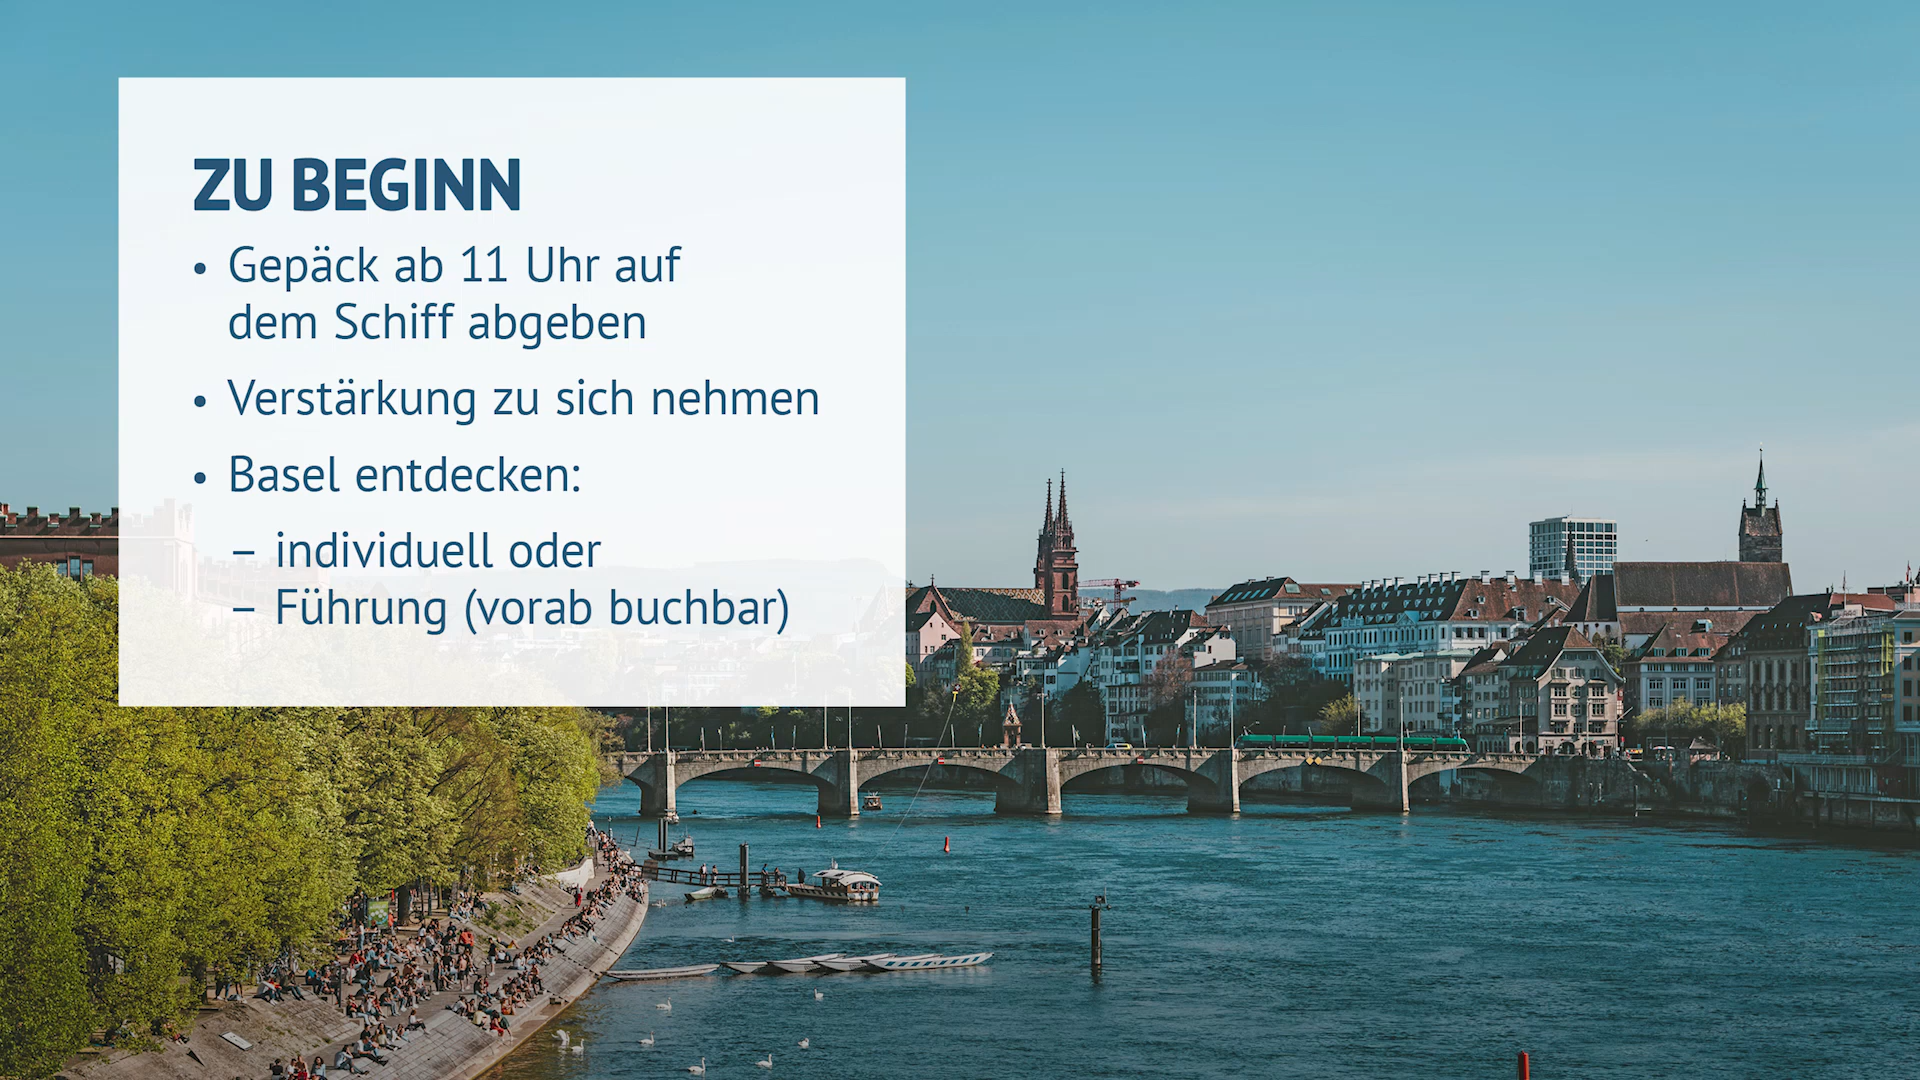 ZU BEGINN
• Gepäck ab 11 Uhr auf
dem Schiff abgeben
• Verstärkung zu sich nehmen
• Basel entdecken:
– individuell oder
– Führung (vorab buchbar)